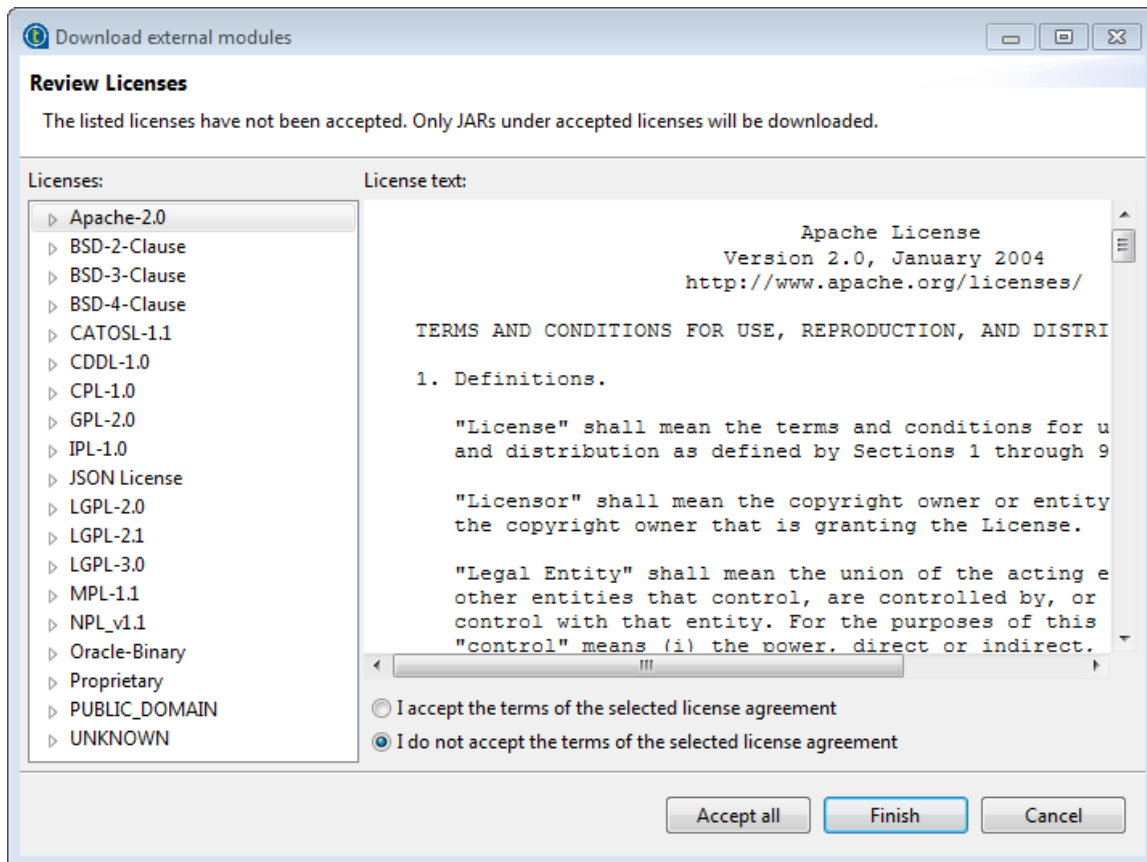 Download external modules
Review Licenses
The listed licenses have not been accepted. Only JARs under accepted licenses will be downloaded.
Licenses:
Apache-2.0
BSD-2-Clause
BSD-3-Clause
BSD-4-Clause
CATOSL-1.1
CDDL-1.0
CPL-1.0
GPL-2.0
IPL-1.0
JSON License
LGPL-2.0
LGPL-2.1
LGPL-3.0
MPL-1.1
NPL_v1.1
Oracle-Binary
Proprietary
PUBLIC_DOMAIN
UNKNOWN
License text:
Apache License
Version 2.0, January 2004
http://www.apache.org/licenses/
TERMS AND CONDITIONS FOR USE, REPRODUCTION, AND DISTRI
1. Definitions.
"License" shall mean the terms and conditions for u
and distribution as defined by Sections 1 through 9
"Licensor" shall mean the copyright owner or entity
the copyright owner that is granting the License.
"Legal Entity" shall mean the union of the acting e
other entities that control, are controlled by, or
control with that entity. For the purposes of this
"control" means (i) the power, direct or indirect,
I accept the terms of the selected license agreement
I do not accept the terms of the selected license agreement
Accept all
Finish
Cancel